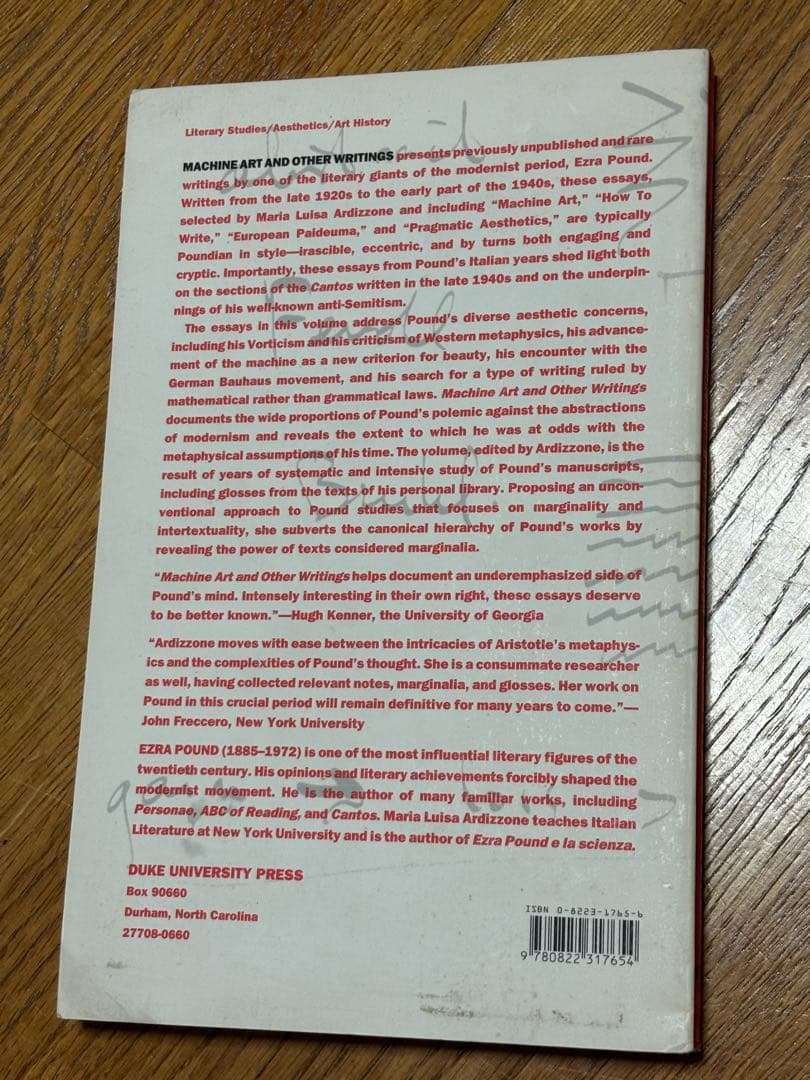 Literary Studies/Aesthetics/Art History
MACHINE ART AND OTHER WRITINGS presents previously unpublished and rare
writings by one of the literary giants of the modernist period, Ezra Pound.
Written from the late 1920s to the early part of the 1940s, these essays,
selected by Maria Luisa Ardizzone and including “Machine Art,” “How To
Write,” “European Paideuma,” and “Pragmatic Aesthetics,” are typically
Poundian in style—irascible, eccentric, and by turns both engaging and
cryptic. Importantly, these essays from Pound’s Italian years shed light both
on the sections of the Cantos written in the late 1940s and on the underpin-
nings of his well-known anti-Semitism.
The essays in this volume address Pound’s diverse aesthetic concerns,
including his Vorticism and his criticism of Western metaphysics, his advance-
ment of the machine as a new criterion for beauty, his encounter with the
German Bauhaus movement, and his search for a type of writing ruled by
mathematical rather than grammatical laws. Machine Art and Other Writings
documents the wide proportions of Pound’s polemic against the abstractions
of modernism and reveals the extent to which he was at odds with the
metaphysical assumptions of his time. The volume, edited by Ardizzone, is the
result of years of systematic and intensive study of Pound’s manuscripts,
including glosses from the texts of his personal library. Proposing an uncon-
ventional approach to Pound studies that focuses on marginality and
intertextuality, she subverts the canonical hierarchy of Pound’s works by
revealing the power of texts considered marginalia.
“Machine Art and Other Writings helps document an underemphasized side of
Pound’s mind. Intensely interesting in their own right, these essays deserve
to be better known.”—Hugh Kenner, the University of Georgia
“Ardizzone moves with ease between the intricacies of Aristotle’s metaphys-
ics and the complexities of Pound’s thought. She is a consummate researcher
as well, having collected relevant notes, marginalia, and glosses. Her work on
Pound in this crucial period will remain definitive for many years to come.”—
John Freccero, New York University
EZRA POUND (1885–1972) is one of the most influential literary figures of the
twentieth century. His opinions and literary achievements forcibly shaped the
modernist movement. He is the author of many familiar works, including
Personae, ABC of Reading, and Cantos. Maria Luisa Ardizzone teaches Italian
Literature at New York University and is the author of Ezra Pound e la scienza.
DUKE UNIVERSITY PRESS
Box 90660
Durham, North Carolina
27708-0660
ISBN 0-8223-1765-6
9 780822 317654